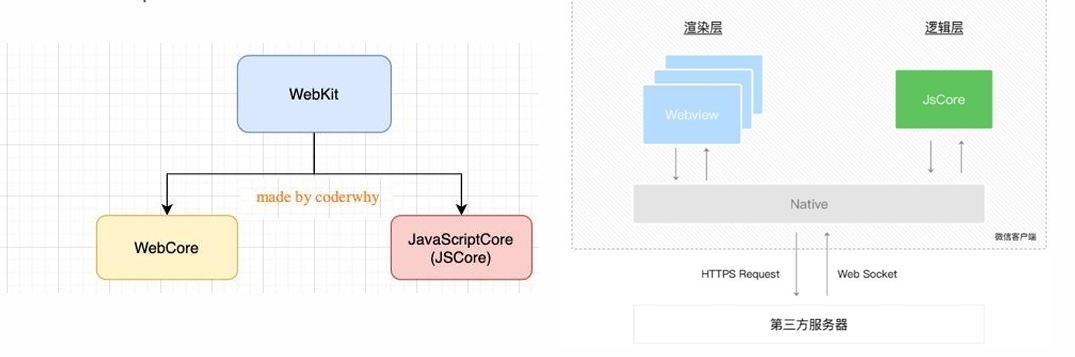 WebKit
made by coderwhy
WebCore
JavaScriptCore
(JSCore)
渲染层
逻辑层
Webview
JsCore
Native
微信客户端
HTTPS Request
Web Socket
第三方服务器